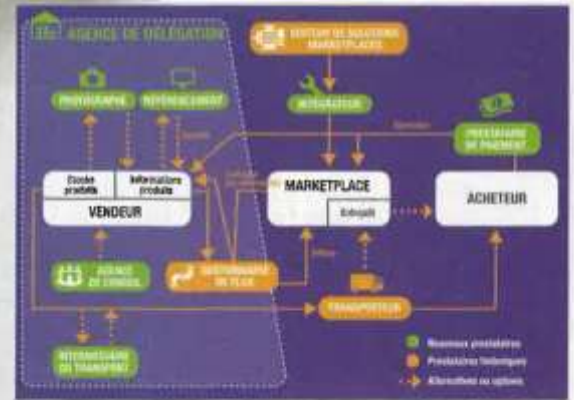 AGENCE DE DÉLÉGATION
ÉDITEUR DE SOLUTIONS
MARKETPLACES
PHOTOGRAPHE
RÉFÉRENCEMENT
INTÉGRATEUR
PRESTATAIRE
DE PAIEMENT
Stocks
produits
Informations
produits
VENDEUR
MARKETPLACE
Entrepôt
ACHETEUR
AGENCE
DE CONSEIL
GESTIONNAIRE
DE FLUX
TRANSPORTEUR
INTERMÉDIAIRE
DU TRANSPORT
Nouveaux prestataires
Prestataires historiques
Alternatives ou options